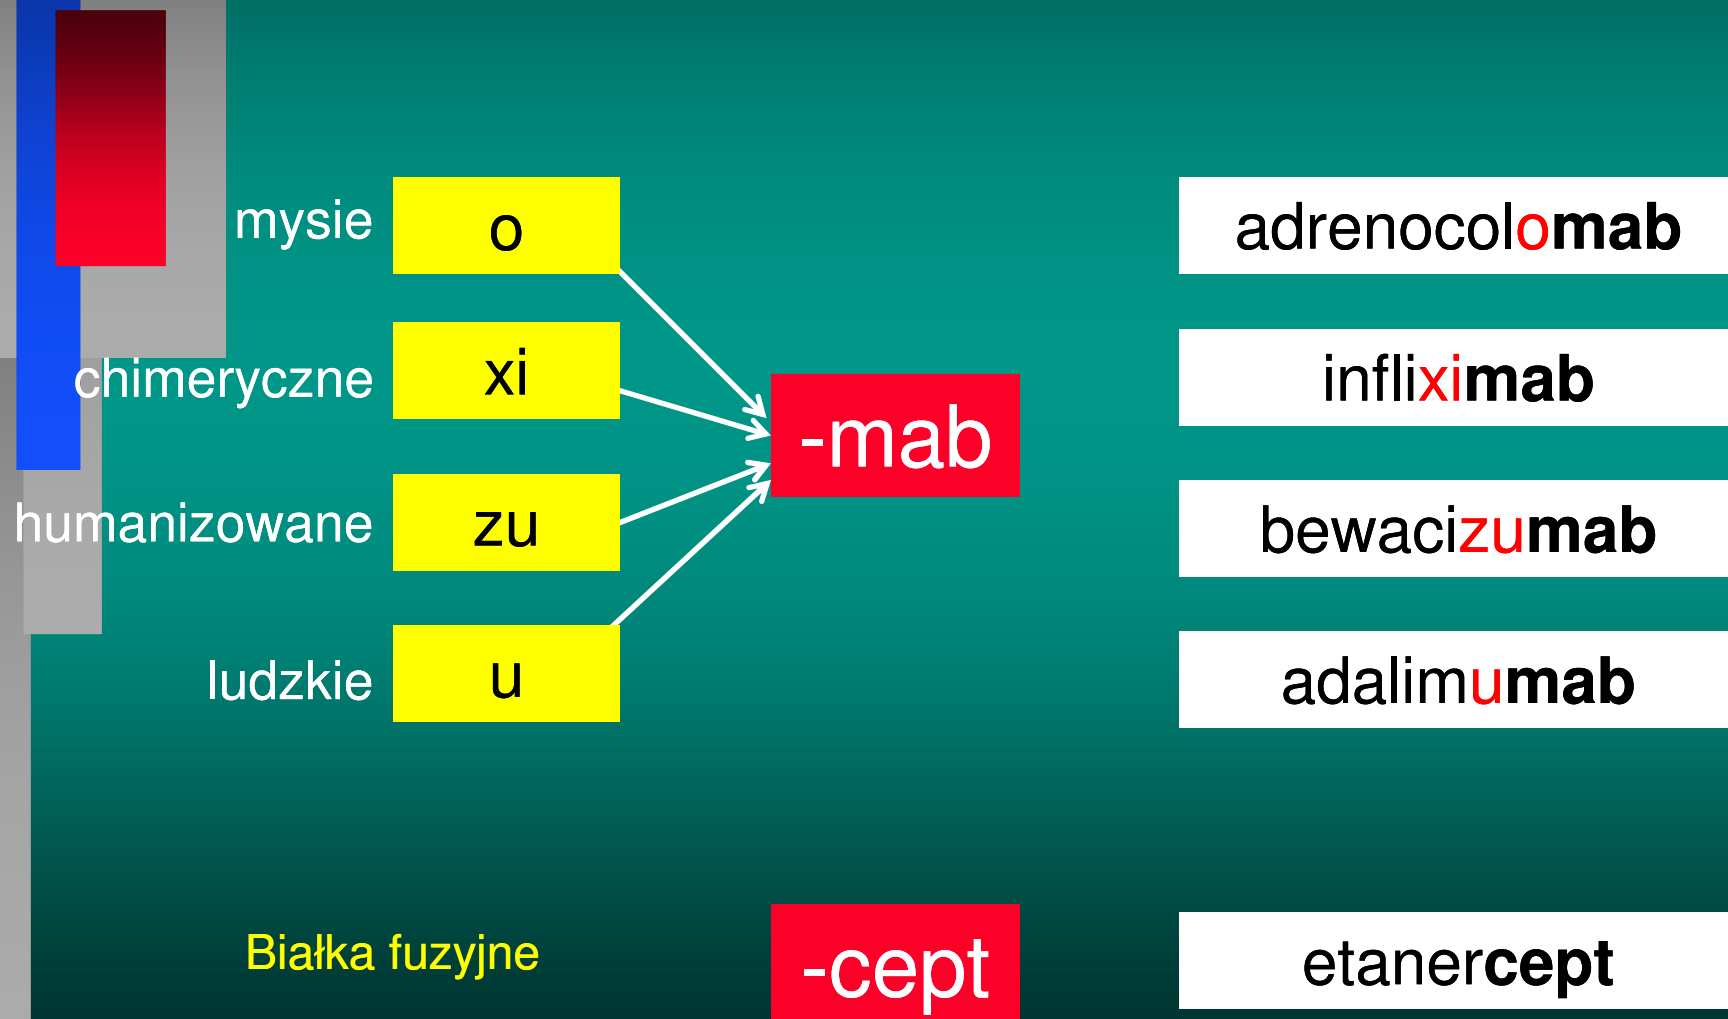 mysie o adrenocolomab
chimeryczne xi infliximab
-mab
humanizowane zu bewacizumab
ludzkie u adalimumab
Białka fuzyjne -cept etanercept